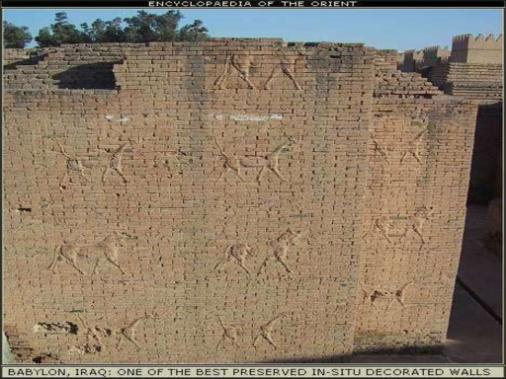 ENCYCLOPAEDIA OF THE ORIENT
BABYLON, IRAQ: ONE OF THE BEST PRESERVED IN-SITU DECORATED WALLS